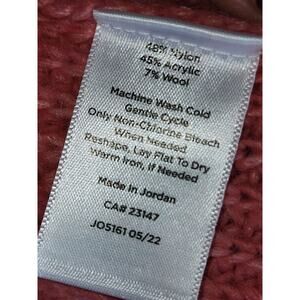 48% Nylon
45% Acrylic
7% Wool
Machine Wash Cold
Gentle Cycle
Only Non-Chlorine Bleach
When Needed
Reshape, Lay Flat To Dry
Warm Iron, If Needed
Made In Jordan
CA# 23147
JO5161 05/22